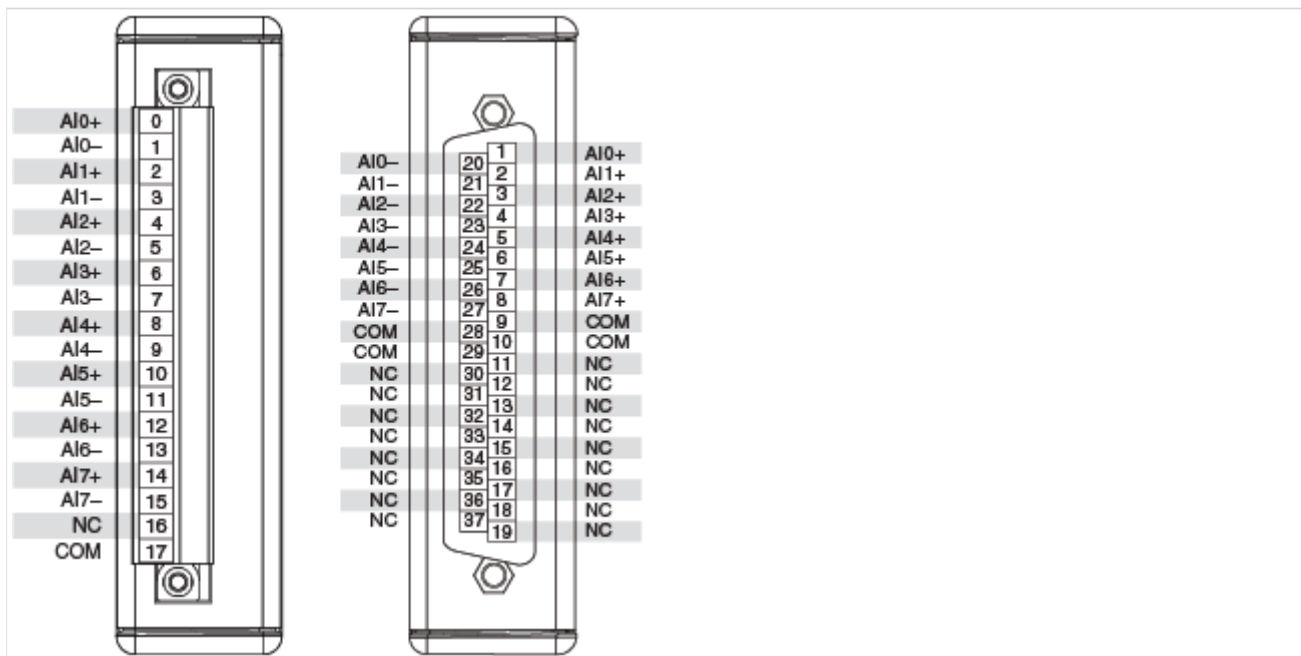 AI0+ 0
AI0– 1
AI1+ 2
AI1– 3
AI2+ 4
AI2– 5
AI3+ 6
AI3– 7
AI4+ 8
AI4– 9
AI5+ 10
AI5– 11
AI6+ 12
AI6– 13
AI7+ 14
AI7– 15
NC 16
COM 17
1 AI0+
AI0– 20
2 AI1+
AI1– 21
3 AI2+
AI2– 22
4 AI3+
AI3– 23
5 AI4+
AI4– 24
6 AI5+
AI5– 25
7 AI6+
AI6– 26
8 AI7+
AI7– 27
9 COM
COM 28
10 COM
COM 29
11 NC
NC 30
12 NC
NC 31
13 NC
NC 32
14 NC
NC 33
15 NC
NC 34
16 NC
NC 35
17 NC
NC 36
18 NC
NC 37
19 NC